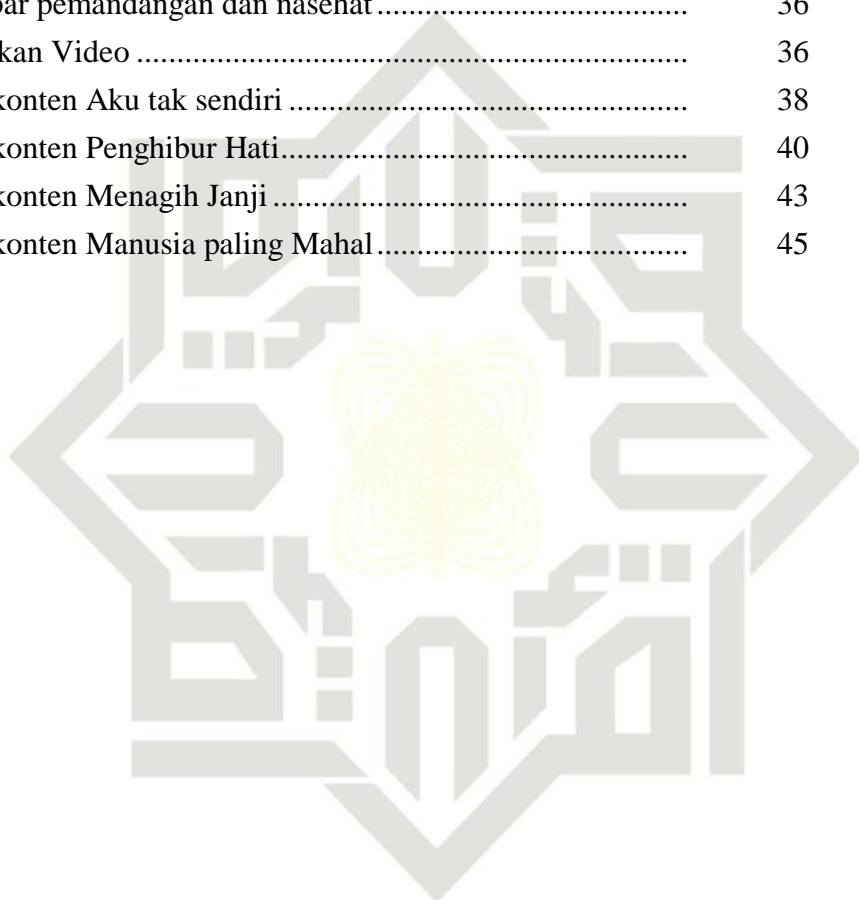 bar pemandangan dan nasehat ....................................... 36
kan Video ..................................................................... 36
konten Aku tak sendiri .................................................. 38
konten Penghibur Hati................................................... 40
konten Menagih Janji .................................................... 43
konten Manusia paling Mahal ....................................... 45